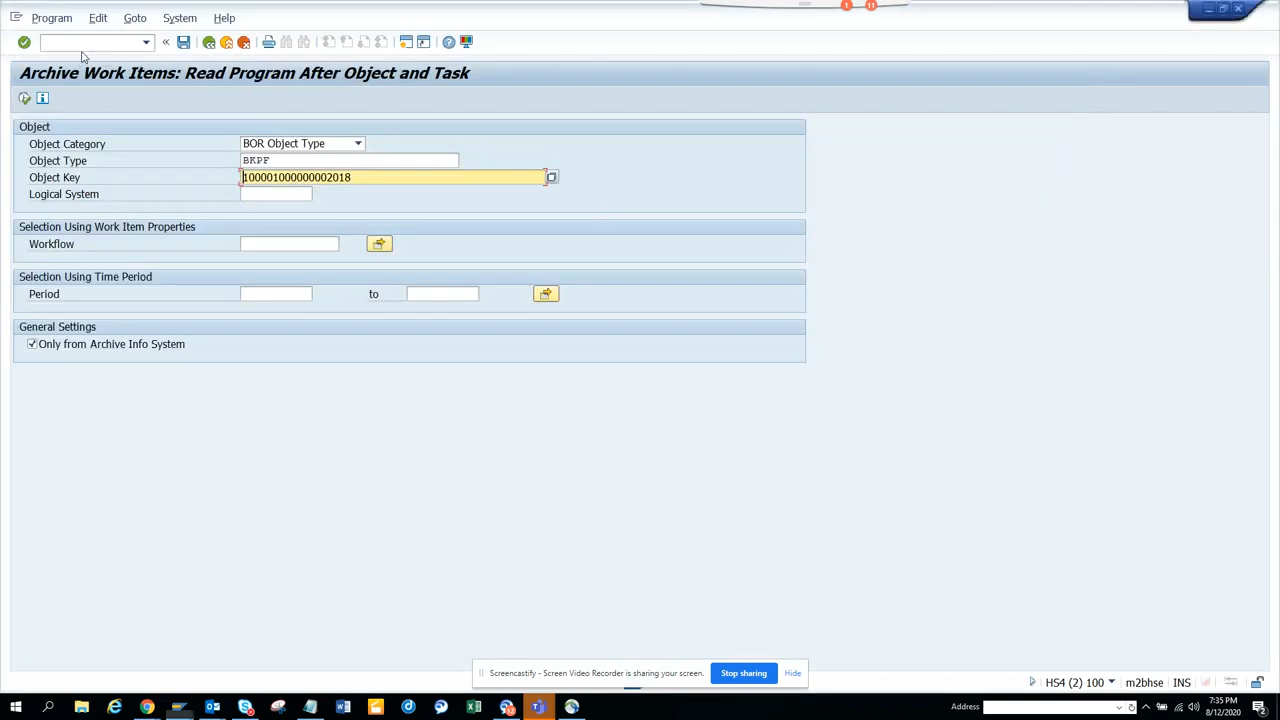 Program Edit Goto System Help
1 11
Archive Work Items: Read Program After Object and Task
Object
Object Category BOR Object Type
Object Type BKPF
Object Key 100001000000002018
Logical System
Selection Using Work Item Properties
Workflow
Selection Using Time Period
Period to
General Settings
Only from Archive Info System
Screencastify - Screen Video Recorder is sharing your screen. Stop sharing Hide
HS4 (2) 100 m2bhse INS
Address
7:35 PM
8/12/2020